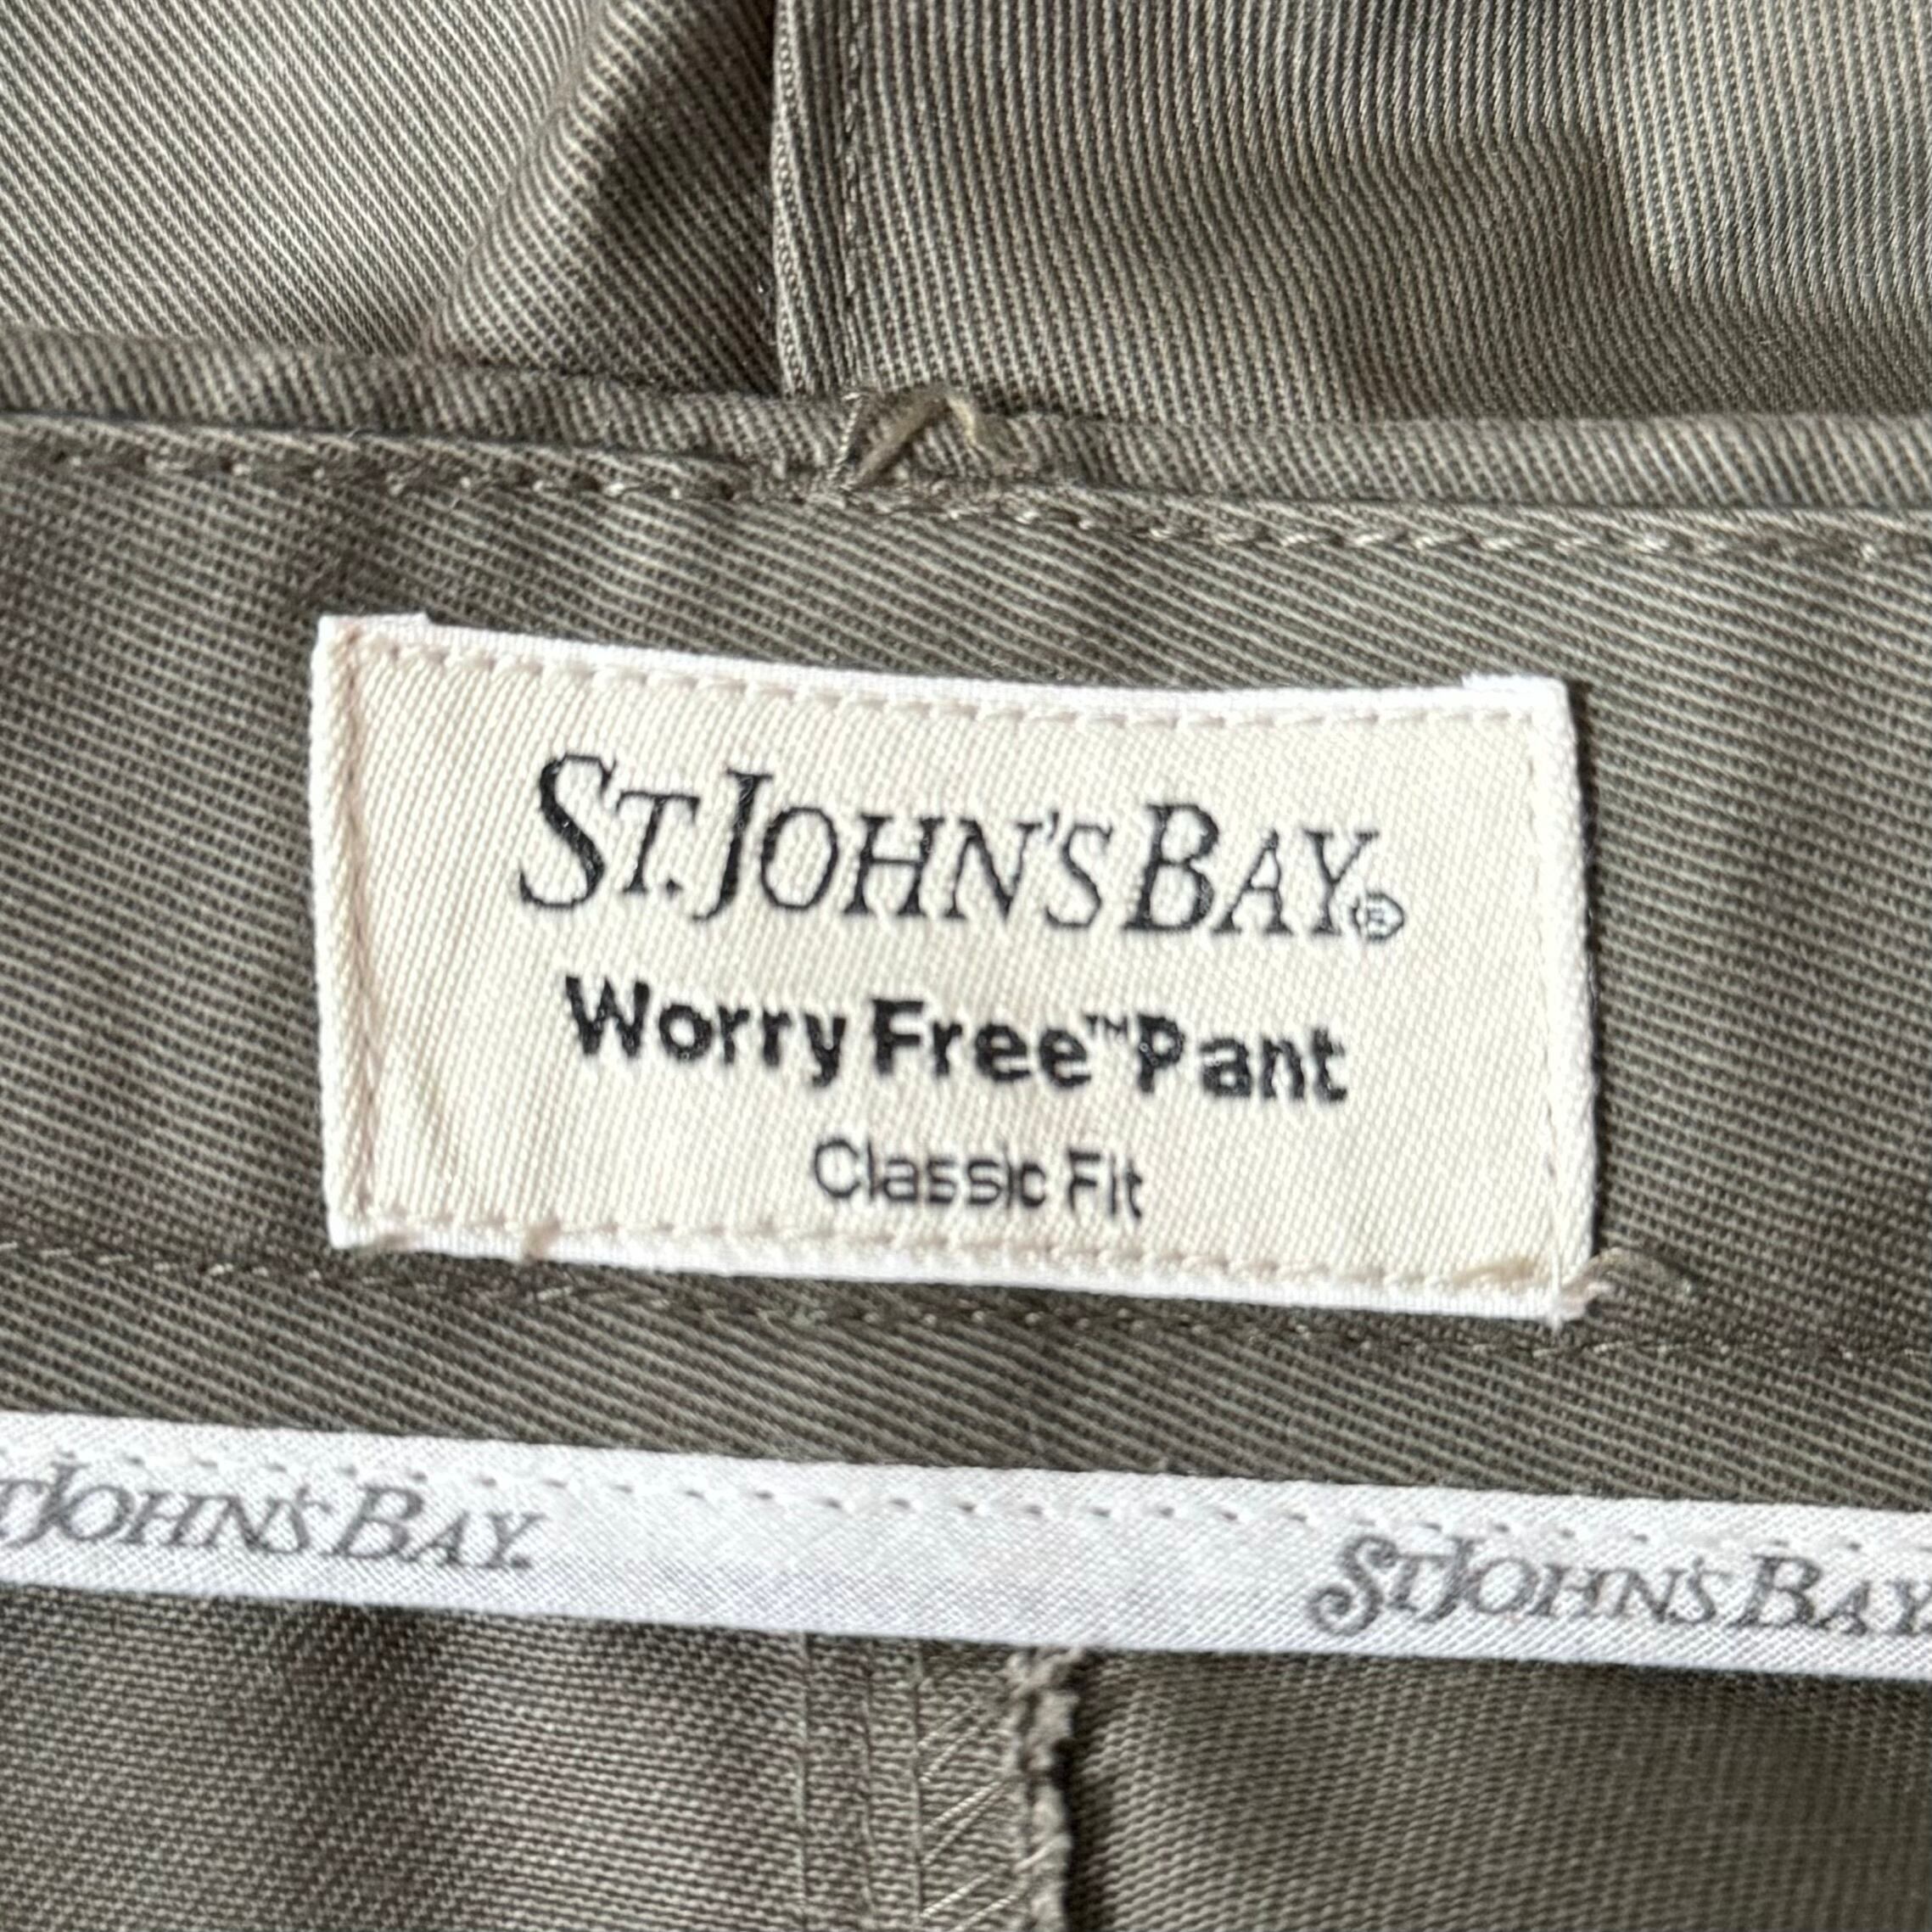 ST. JOHN'S BAY®
Worry Free™ Pant
Classic Fit
JOHN'S BAY.
ST. JOHN'S BAY